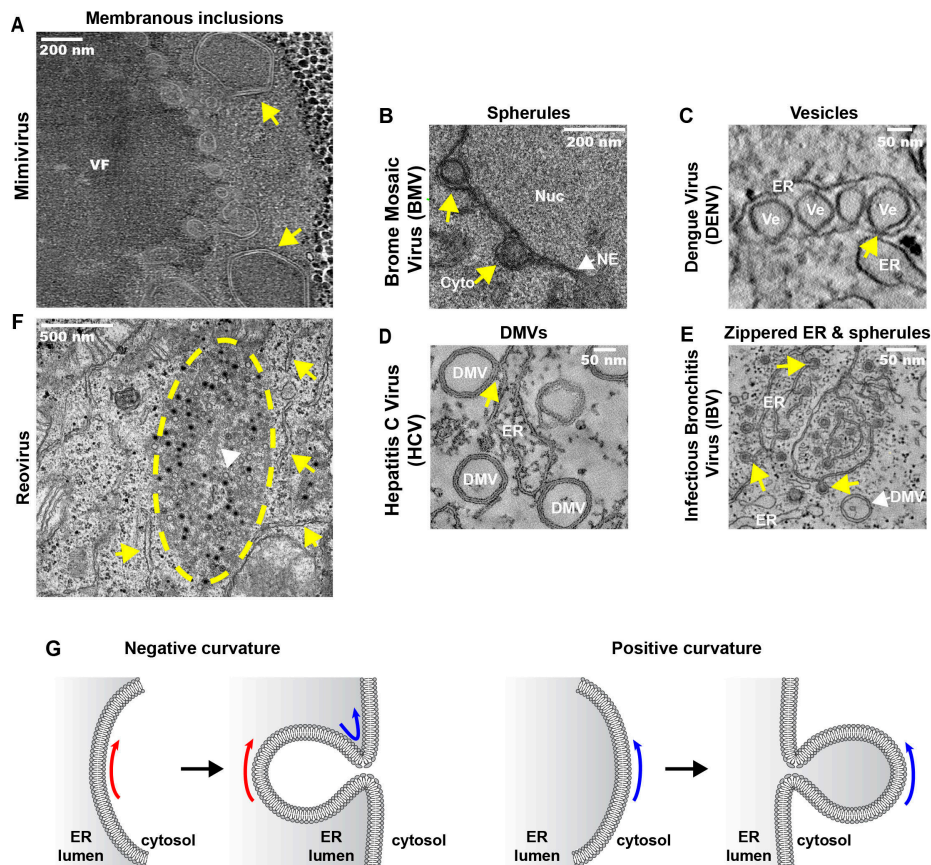 Membranous inclusions
A
200 nm
Mimivirus
VF
B
Spherules
200 nm
Brome Mosaic
Virus (BMV)
Nuc
Cyto
NE
C
Vesicles
50 nm
Dengue Virus
(DENV)
ER
Ve
Ve
Ve
ER
F
500 nm
Reovirus
D
DMVs
50 nm
Hepatitis C Virus
(HCV)
DMV
ER
DMV
DMV
E
Zippered ER & spherules
50 nm
Infectious Bronchitis
Virus (IBV)
ER
DMV
ER
G
Negative curvature
Positive curvature
ER
lumen
cytosol
ER
lumen
cytosol
ER
lumen
cytosol
ER
lumen
cytosol